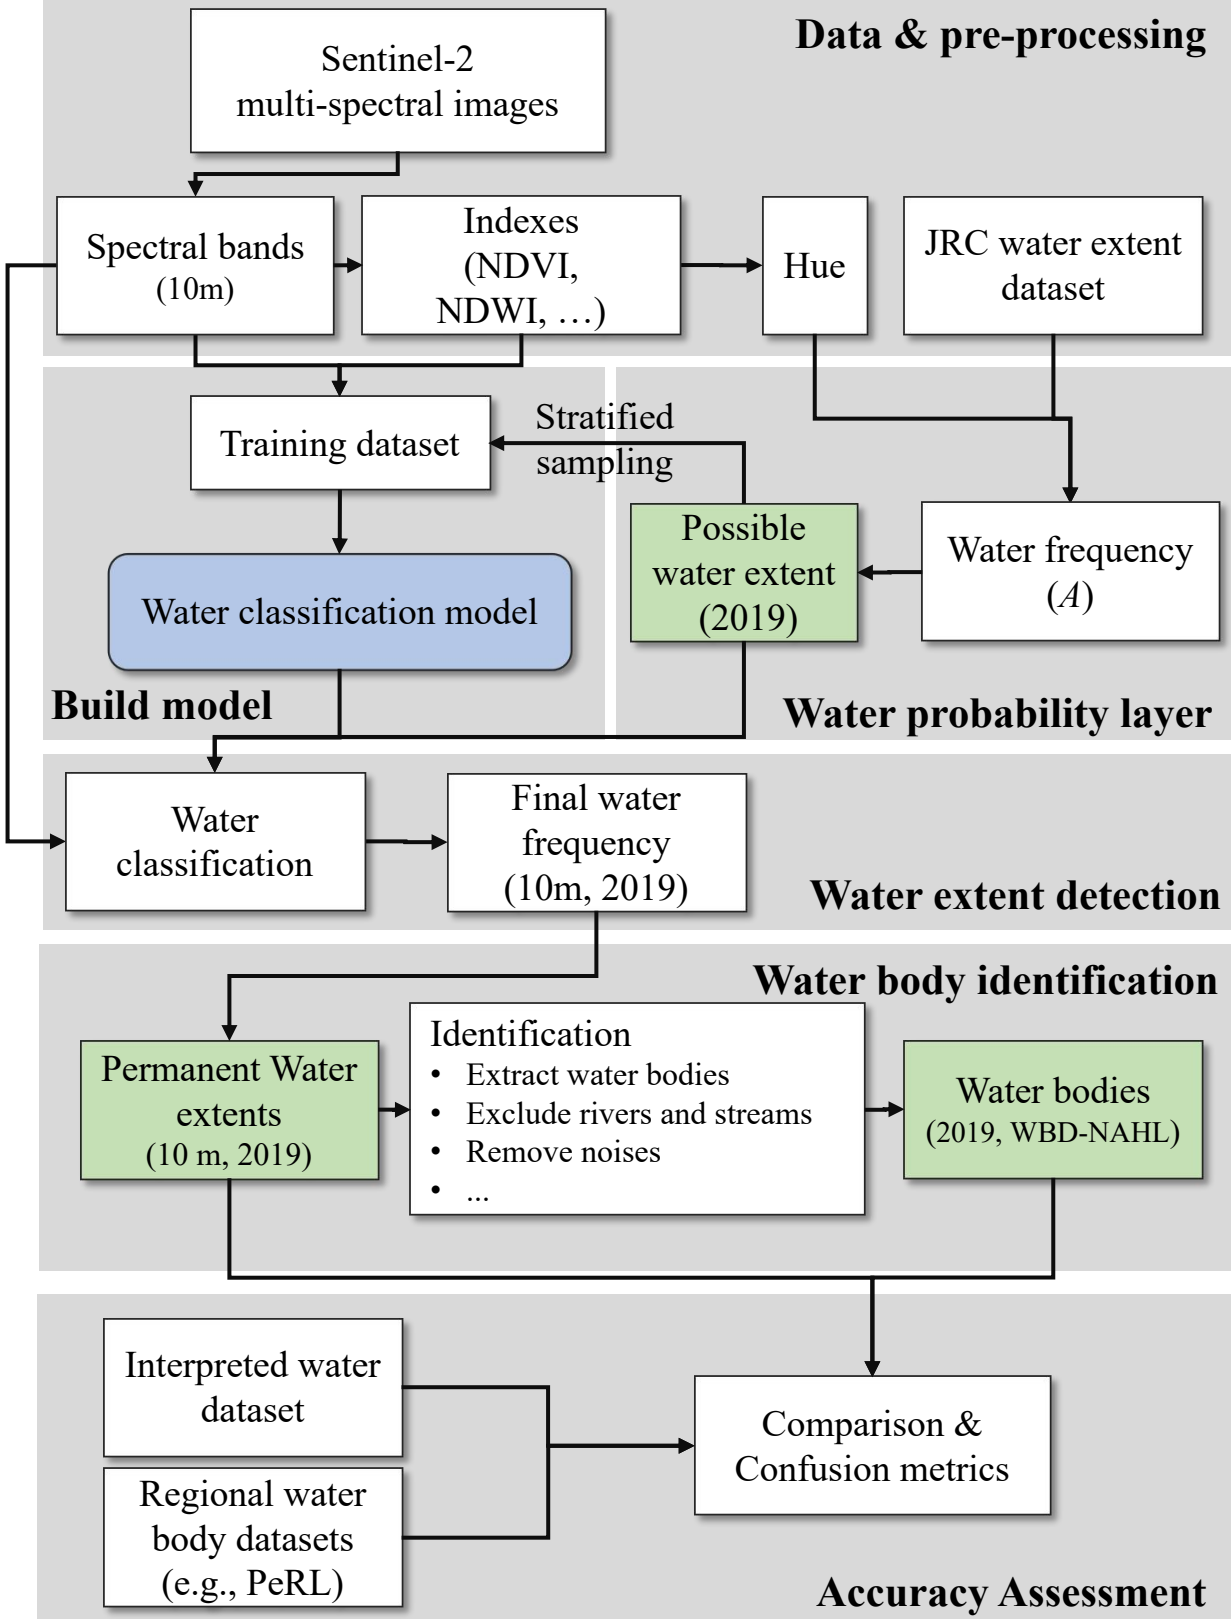 Data & pre-processing
Sentinel-2
multi-spectral images
Spectral bands
(10m)
Indexes
(NDVI,
NDWI, …)
Hue
JRC water extent
dataset
Training dataset
Stratified
sampling
Possible
water extent
(2019)
Water frequency
(A)
Water classification model
Build model
Water probability layer
Water
classification
Final water
frequency
(10m, 2019)
Water extent detection
Water body identification
Permanent Water
extents
(10 m, 2019)
Identification
• Extract water bodies
• Exclude rivers and streams
• Remove noises
• ...
Water bodies
(2019, WBD-NAHL)
Interpreted water
dataset
Regional water
body datasets
(e.g., PeRL)
Comparison &
Confusion metrics
Accuracy Assessment